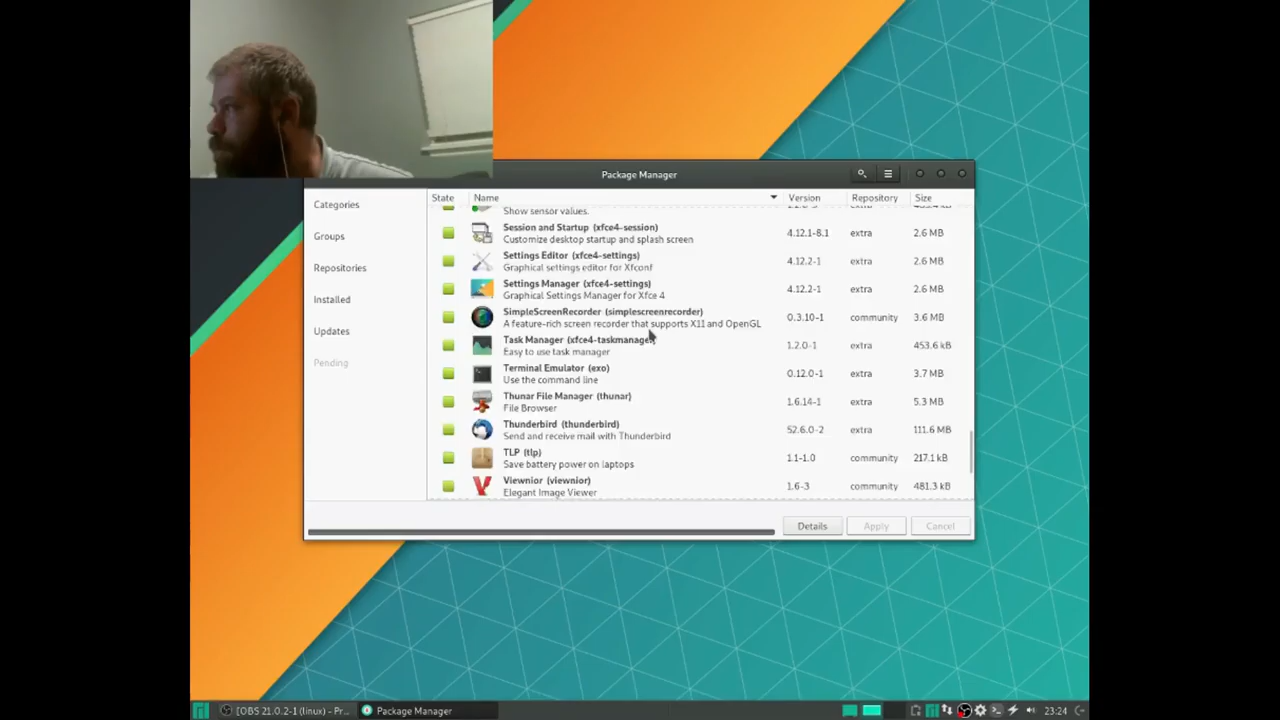 Package Manager
Categories
Groups
Repositories
Installed
Updates
Pending
State Name Version Repository Size
Show sensor values.
Session and Startup (xfce4-session) 4.12.1-8.1 extra 2.6 MB
Customize desktop startup and splash screen
Settings Editor (xfce4-settings) 4.12.2-1 extra 2.6 MB
Graphical settings editor for Xfconf
Settings Manager (xfce4-settings) 4.12.2-1 extra 2.6 MB
Graphical Settings Manager for Xfce 4
SimpleScreenRecorder (simplescreenrecorder) 0.3.10-1 community 3.6 MB
A feature-rich screen recorder that supports X11 and OpenGL
Task Manager (xfce4-taskmanager) 1.2.0-1 extra 453.6 kB
Easy to use task manager
Terminal Emulator (exo) 0.12.0-1 extra 3.7 MB
Use the command line
Thunar File Manager (thunar) 1.6.14-1 extra 5.3 MB
File Browser
Thunderbird (thunderbird) 52.6.0-2 extra 111.6 MB
Send and receive mail with Thunderbird
TLP (tlp) 1.1-1.0 community 217.1 kB
Save battery power on laptops
Viewnior (viewnior) 1.6-3 community 481.3 kB
Elegant Image Viewer
Details Apply Cancel
[OBS 21.0.2-1 (linux) - Pr... Package Manager 23:24